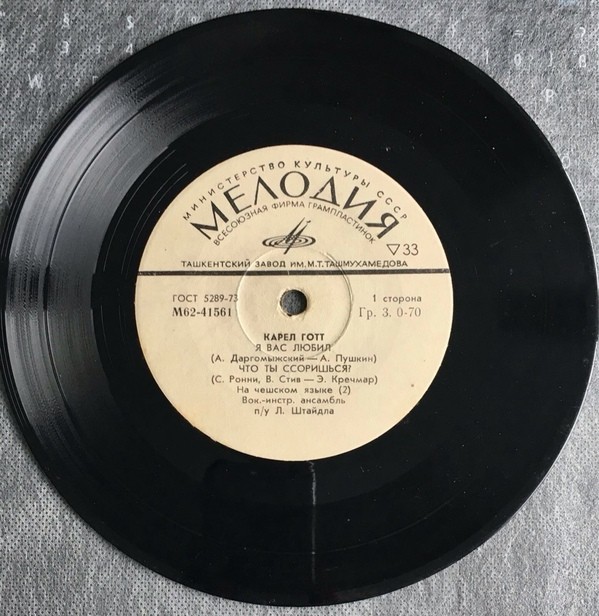 МИНИСТЕРСТВО КУЛЬТУРЫ СССР
МЕЛОДИЯ
ВСЕСОЮЗНАЯ ФИРМА ГРАМПЛАСТИНОК
▽33
ТАШКЕНТСКИЙ ЗАВОД ИМ. М.Т.ТАШМУХАМЕДОВА
ГОСТ 5289-73
1 сторона
М62-41561
Гр. 3. 0-70
КАРЕЛ ГОТТ
Я ВАС ЛЮБИЛ
(А. Даргомыжский — А. Пушкин)
ЧТО ТЫ ССОРИШЬСЯ?
(С. Ронни, В. Стив — Э. Кречмар)
На чешском языке (2)
Вок.-инстр. ансамбль
п/у Л. Штайдла